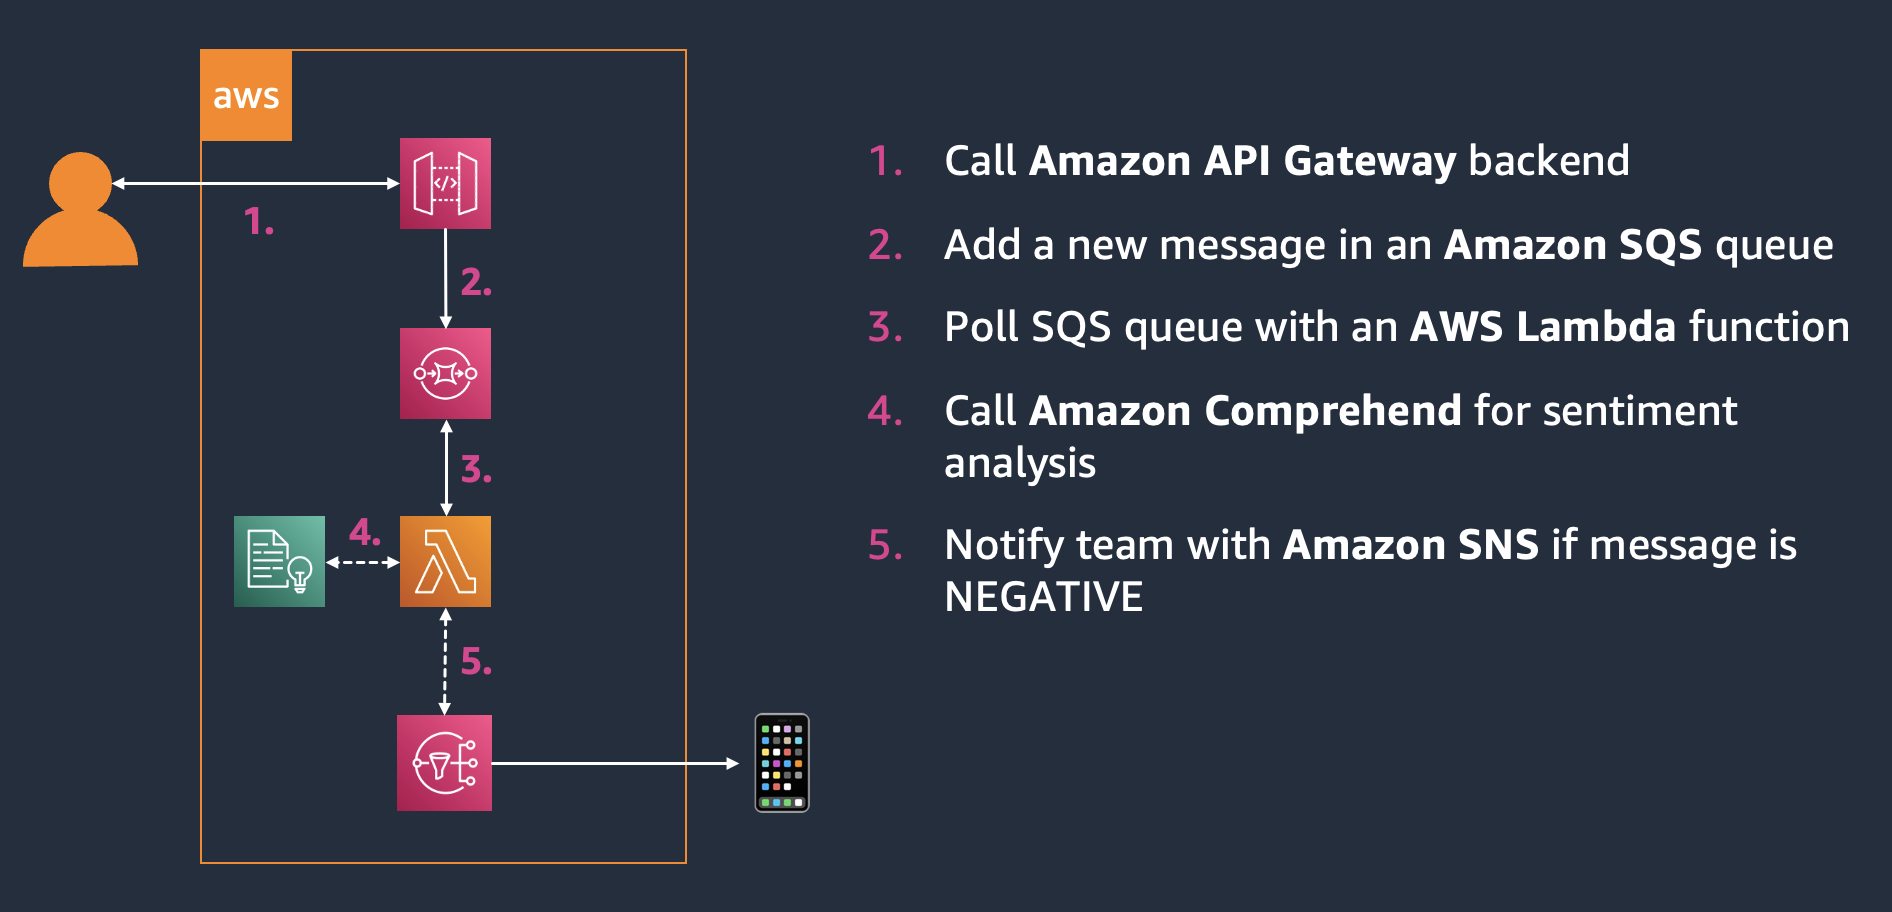 aws
1.
2.
3.
4.
5.
1. Call Amazon API Gateway backend
2. Add a new message in an Amazon SQS queue
3. Poll SQS queue with an AWS Lambda function
4. Call Amazon Comprehend for sentiment
analysis
5. Notify team with Amazon SNS if message is
NEGATIVE